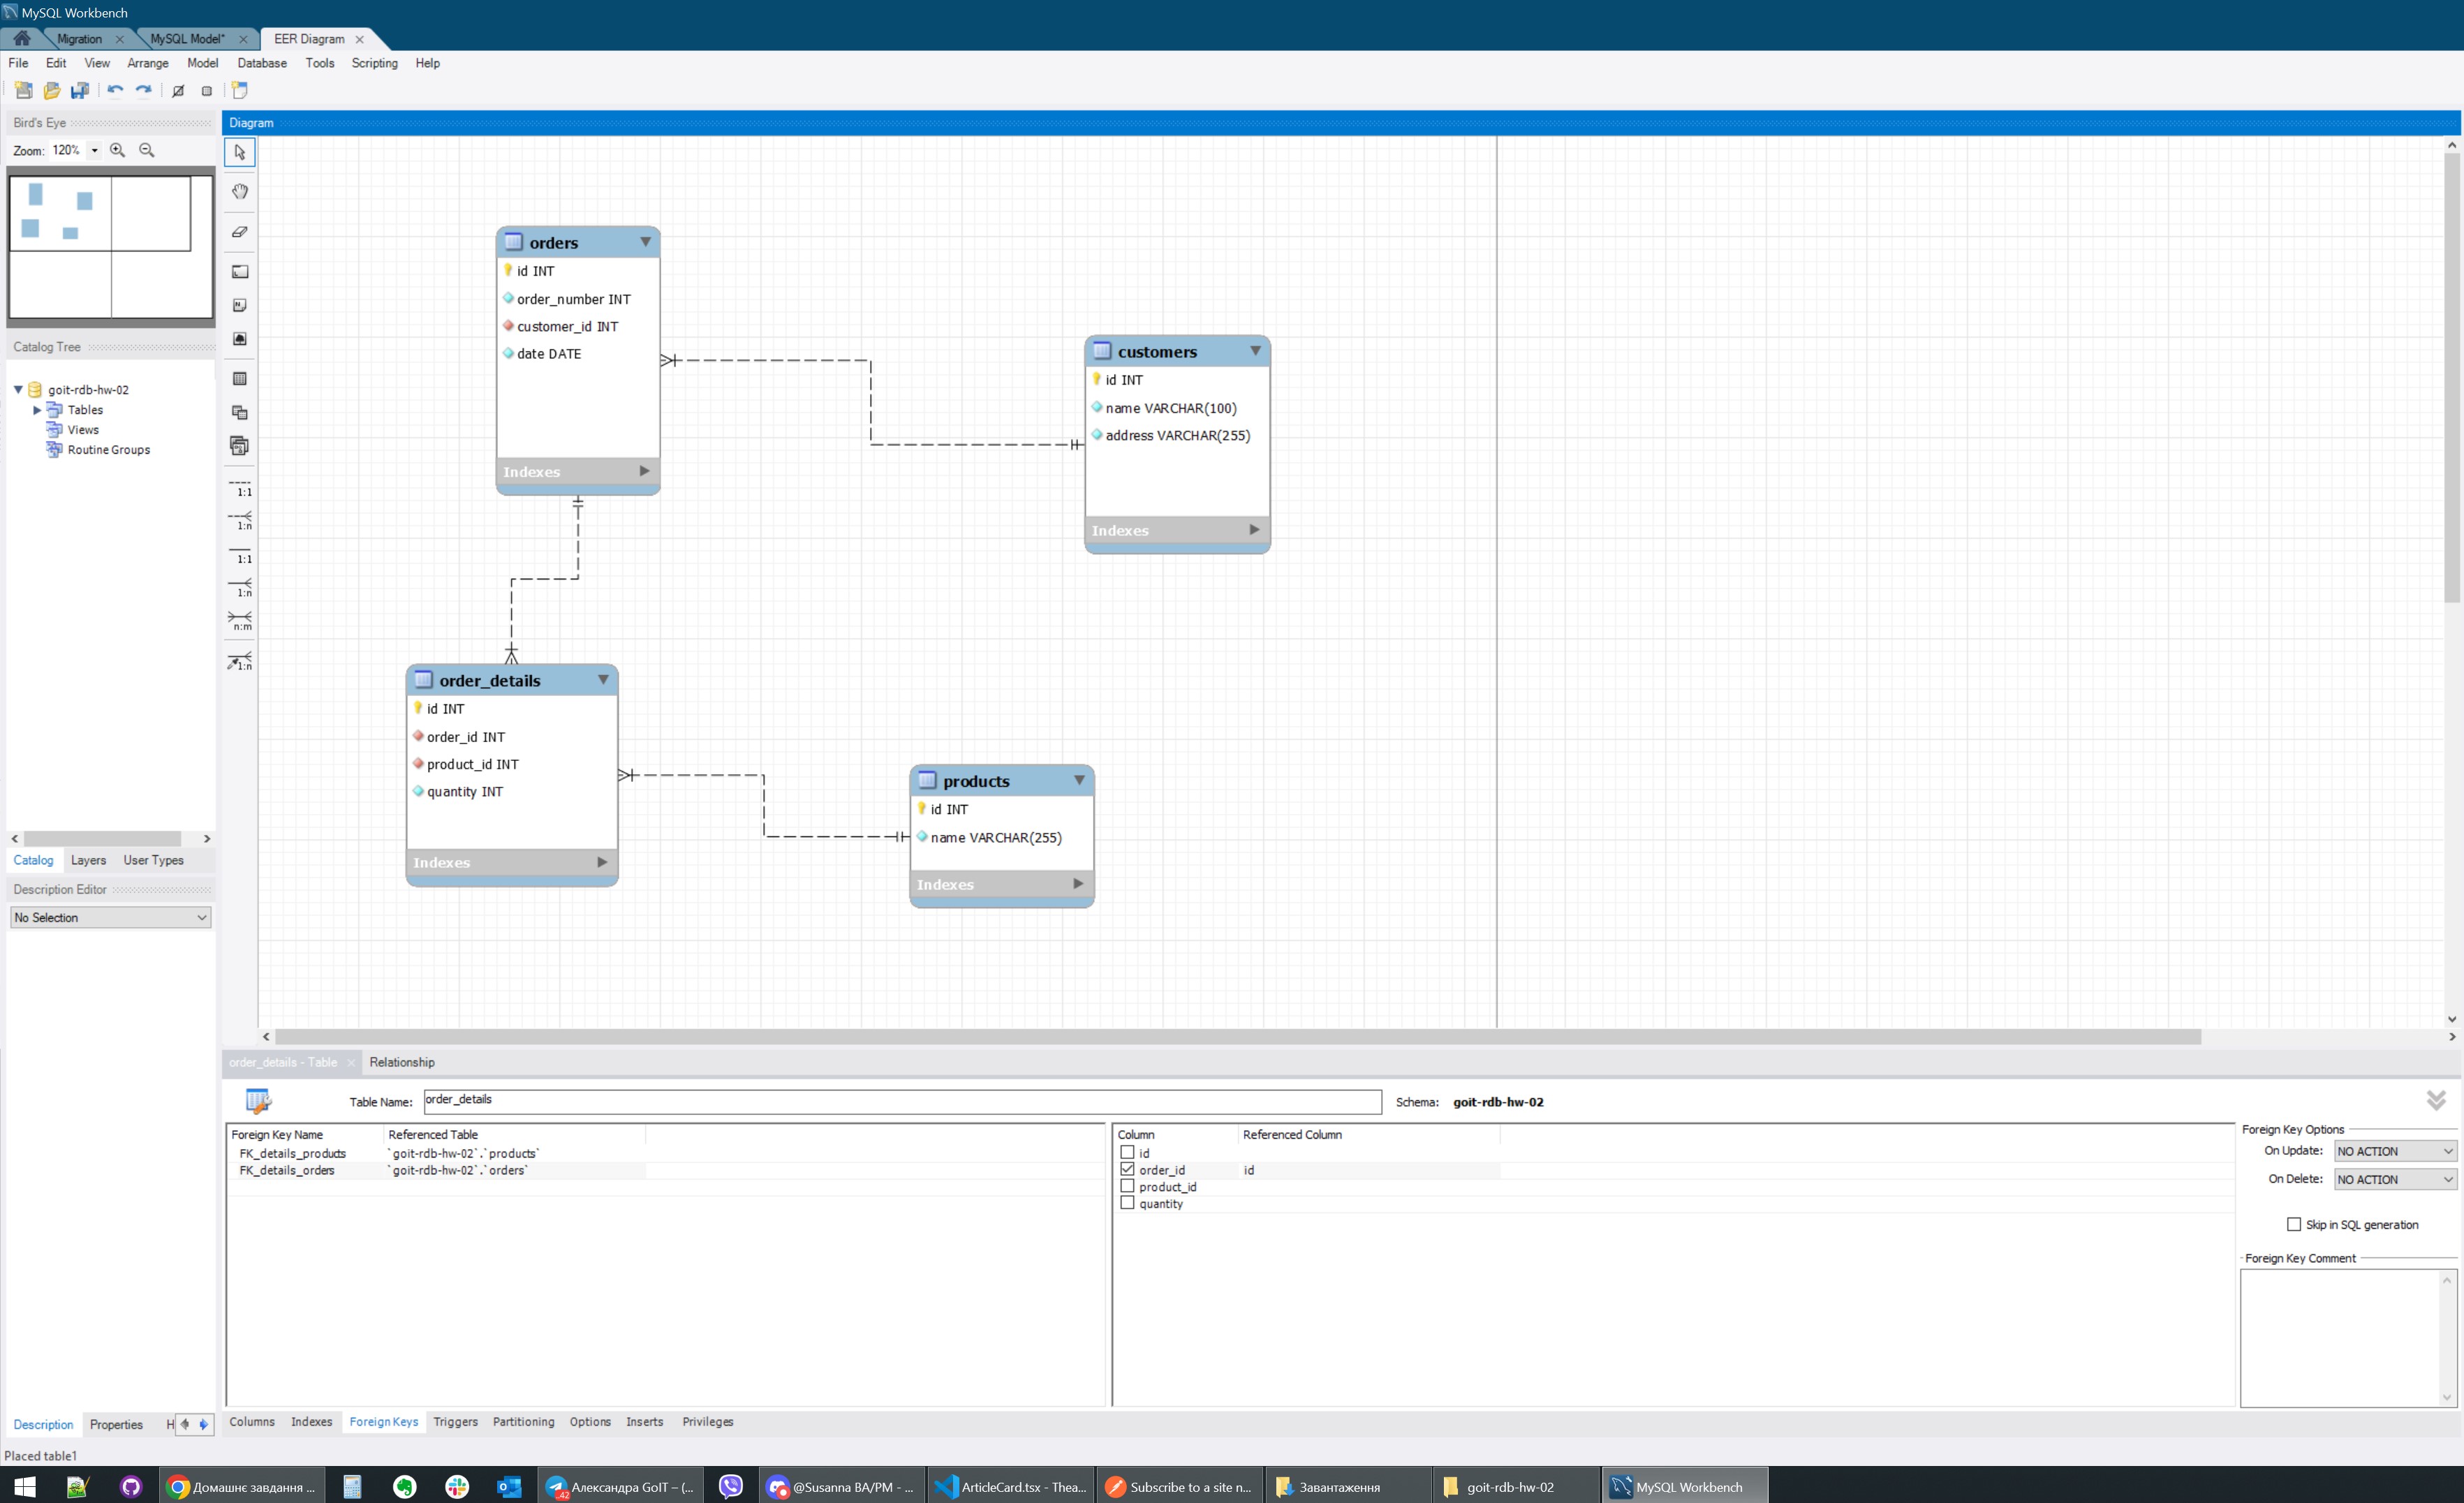 MySQL Workbench
Migration
MySQL Model*
EER Diagram
File Edit View Arrange Model Database Tools Scripting Help
Bird's Eye
Zoom: 120%
Catalog Tree
goit-rdb-hw-02
Tables
Views
Routine Groups
Catalog Layers User Types
Description Editor
No Selection
Description Properties H
Diagram
1:1
1:n
1:1
1:n
n:m
1:n
orders
id INT
order_number INT
customer_id INT
date DATE
Indexes
customers
id INT
name VARCHAR(100)
address VARCHAR(255)
Indexes
order_details
id INT
order_id INT
product_id INT
quantity INT
Indexes
products
id INT
name VARCHAR(255)
Indexes
order_details - Table
Relationship
Table Name: order_details
Schema: goit-rdb-hw-02
Foreign Key Name Referenced Table
FK_details_products `goit-rdb-hw-02`.`products`
FK_details_orders `goit-rdb-hw-02`.`orders`
Column Referenced Column
id
order_id id
product_id
quantity
Foreign Key Options
On Update: NO ACTION
On Delete: NO ACTION
Skip in SQL generation
Foreign Key Comment
Columns Indexes Foreign Keys Triggers Partitioning Options Inserts Privileges
Placed table1
Домашнє завдання ...
42
Александра GoIT – (...
@Susanna BA/PM - ...
ArticleCard.tsx - Thea...
Subscribe to a site n...
Завантаження
goit-rdb-hw-02
MySQL Workbench